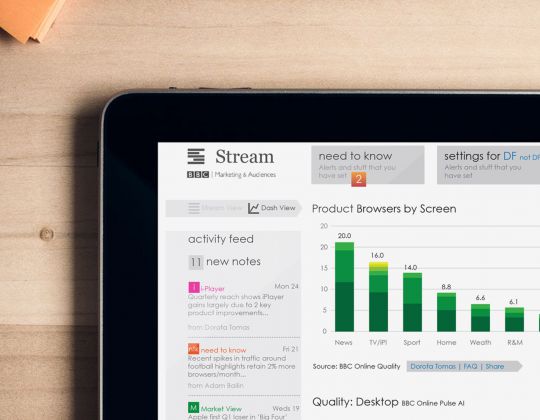 Stream
BBC | Marketing & Audiences
need to know
Alerts and stuff that you
have set
2
settings for DF not DF
Alerts and stuff that you
have set
Stream View
Dash View
activity feed
11 new notes
i
i-Player
Mon 24
Quarterly reach shows iPlayer
gains largely due to 2 key
product improvements...
from Dorota Tomas
n
need to know
Fri 21
Recent spikes in traffic around
football highlights retain 2% more
browsers/month...
from Adam Bailin
M
Market View
Weds 19
Apple first Q1 loser in 'Big Four'
Product Browsers by Screen
20
15
10
5
0
20.0
16.0
14.0
8.8
6.6
6.1
News
TV/iPl
Sport
Home
Weath
R&M
Source: BBC Online Quality
Dorota Tomas | FAQ | Share
Quality: Desktop BBC Online Pulse AI